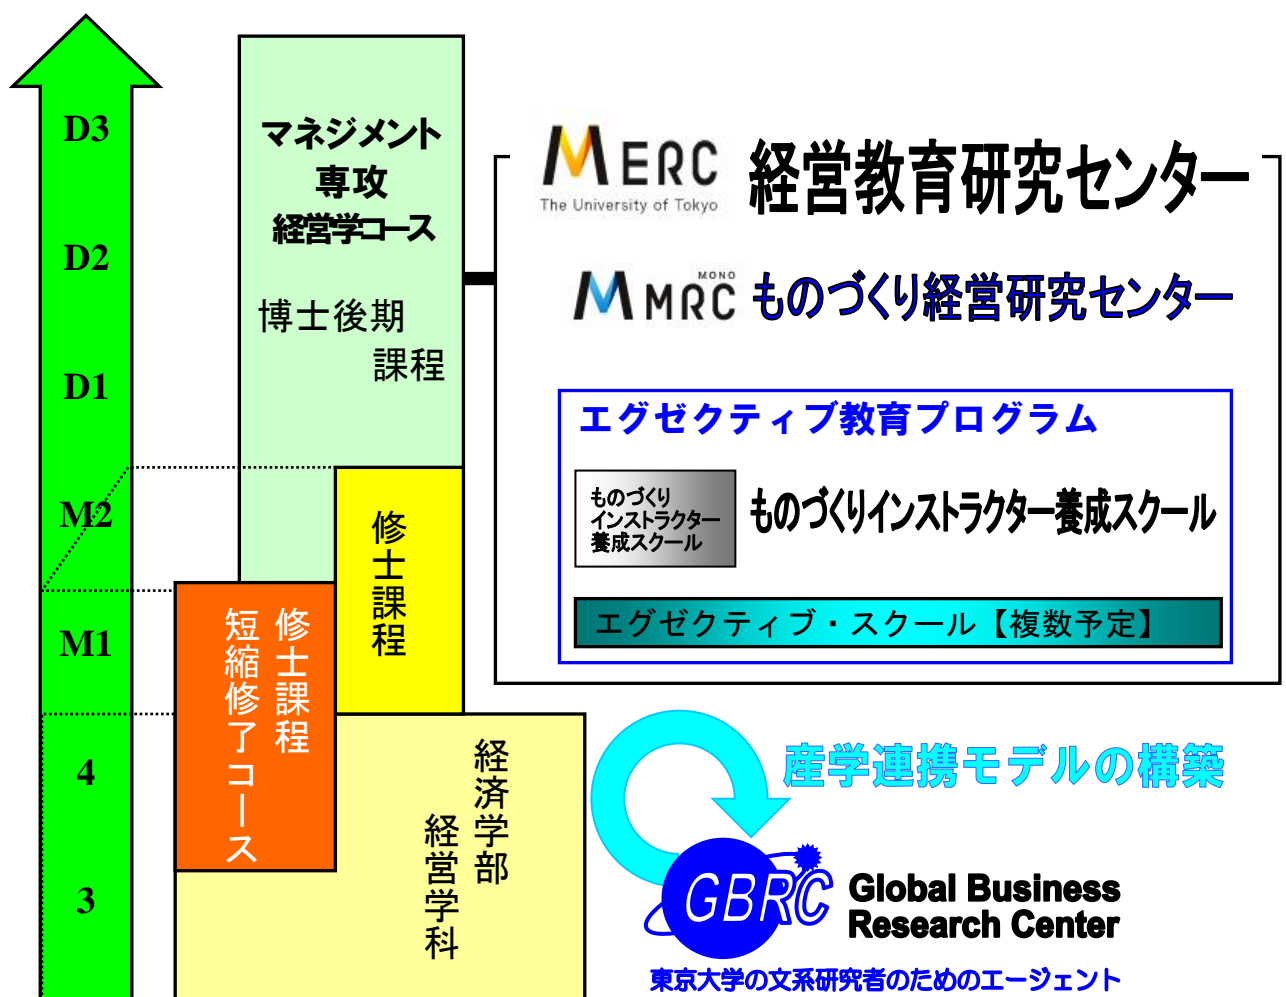 D3
D2
D1
M2
M1
4
3
マネジメント
専攻
経営学コース
博士後期
課程
修士課程
修士課程
短縮修了コース
経済学部
経営学科
MERC
The University of Tokyo
経営教育研究センター
MONO
MMRC
ものづくり経営研究センター
エグゼクティブ教育プログラム
ものづくり
インストラクター
養成スクール
ものづくりインストラクター養成スクール
エグゼクティブ・スクール【複数予定】
産学連携モデルの構築
GBRC
Global Business
Research Center
東京大学の文系研究者のためのエージェント